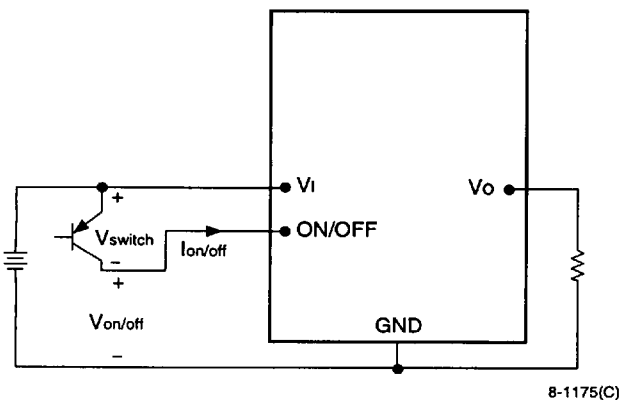 VI
VO
+
Vswitch
ON/OFF
Ion/off
−
+
Von/off
GND
−
8-1175(C)